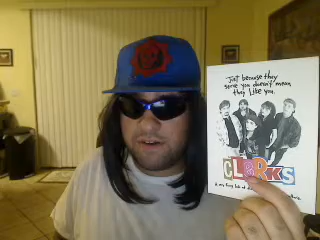 Just because they
serve you doesn't mean
they like you.
CLERKS